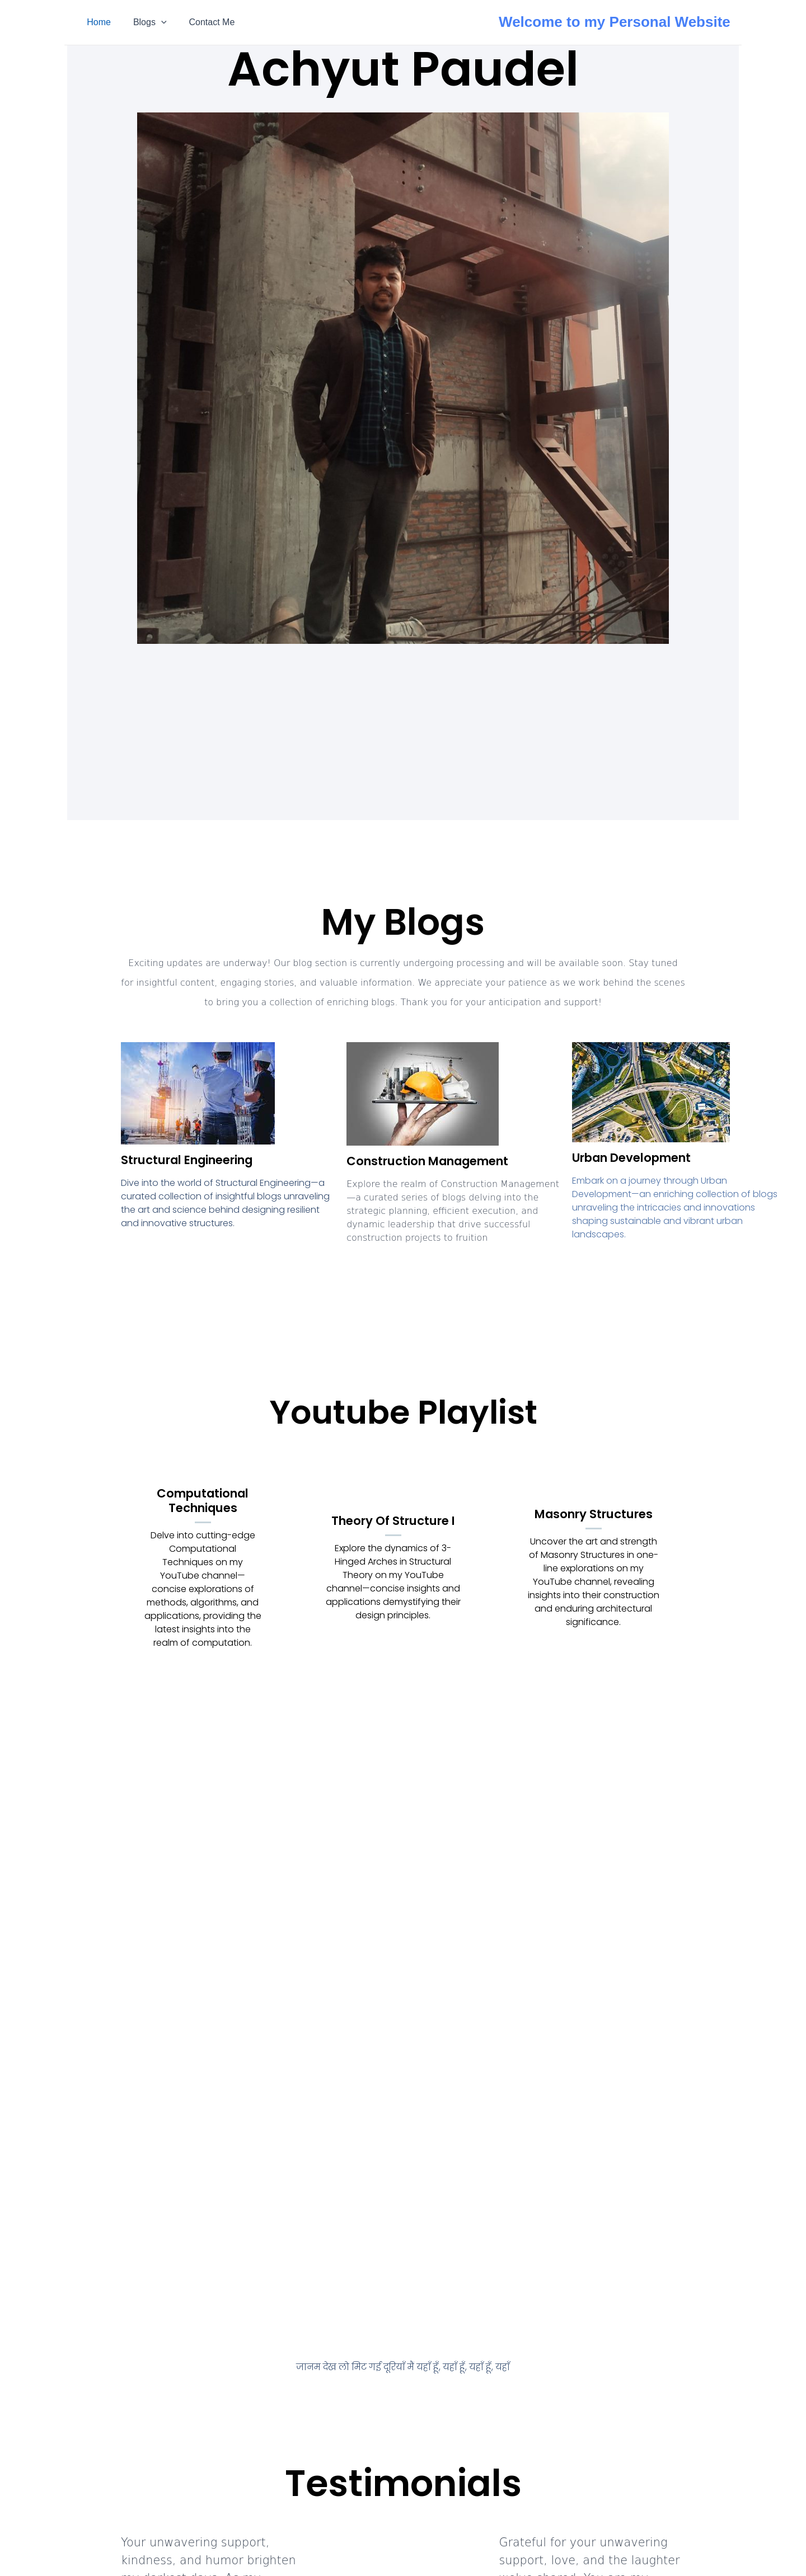 Home Blogs Contact Me Welcome to my Personal Website
Achyut Paudel
My Blogs
Exciting updates are underway! Our blog section is currently undergoing processing and will be available soon. Stay tuned
for insightful content, engaging stories, and valuable information. We appreciate your patience as we work behind the scenes
to bring you a collection of enriching blogs. Thank you for your anticipation and support!
Structural Engineering
Dive into the world of Structural Engineering—a
curated collection of insightful blogs unraveling
the art and science behind designing resilient
and innovative structures.
Construction Management
Explore the realm of Construction Management
—a curated series of blogs delving into the
strategic planning, efficient execution, and
dynamic leadership that drive successful
construction projects to fruition
Urban Development
Embark on a journey through Urban
Development—an enriching collection of blogs
unraveling the intricacies and innovations
shaping sustainable and vibrant urban
landscapes.
Youtube Playlist
Computational
Techniques
Delve into cutting-edge
Computational
Techniques on my
YouTube channel—
concise explorations of
methods, algorithms, and
applications, providing the
latest insights into the
realm of computation.
Theory Of Structure I
Explore the dynamics of 3-
Hinged Arches in Structural
Theory on my YouTube
channel—concise insights and
applications demystifying their
design principles.
Masonry Structures
Uncover the art and strength
of Masonry Structures in one-
line explorations on my
YouTube channel, revealing
insights into their construction
and enduring architectural
significance.
जानम देख लो मिट गईं दूरियाँ मैं यहाँ हूँ, यहाँ हूँ, यहाँ हूँ, यहाँ
Testimonials
Your unwavering support,
kindness, and humor brighten
Grateful for your unwavering
support, love, and the laughter